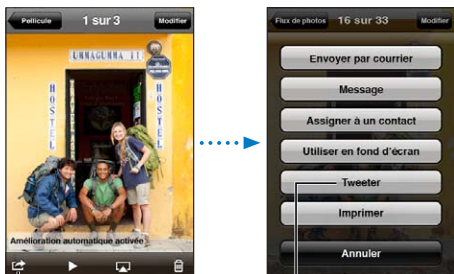 Pellicule
1 sur 3
Modifier
UMMAGUMMA II
HOSTEL
HOSTEL
Amélioration automatique activée
Flux de photos
16 sur 33
Modifier
Envoyer par courrier
Message
Assigner à un contact
Utiliser en fond d'écran
Tweeter
Imprimer
Annuler